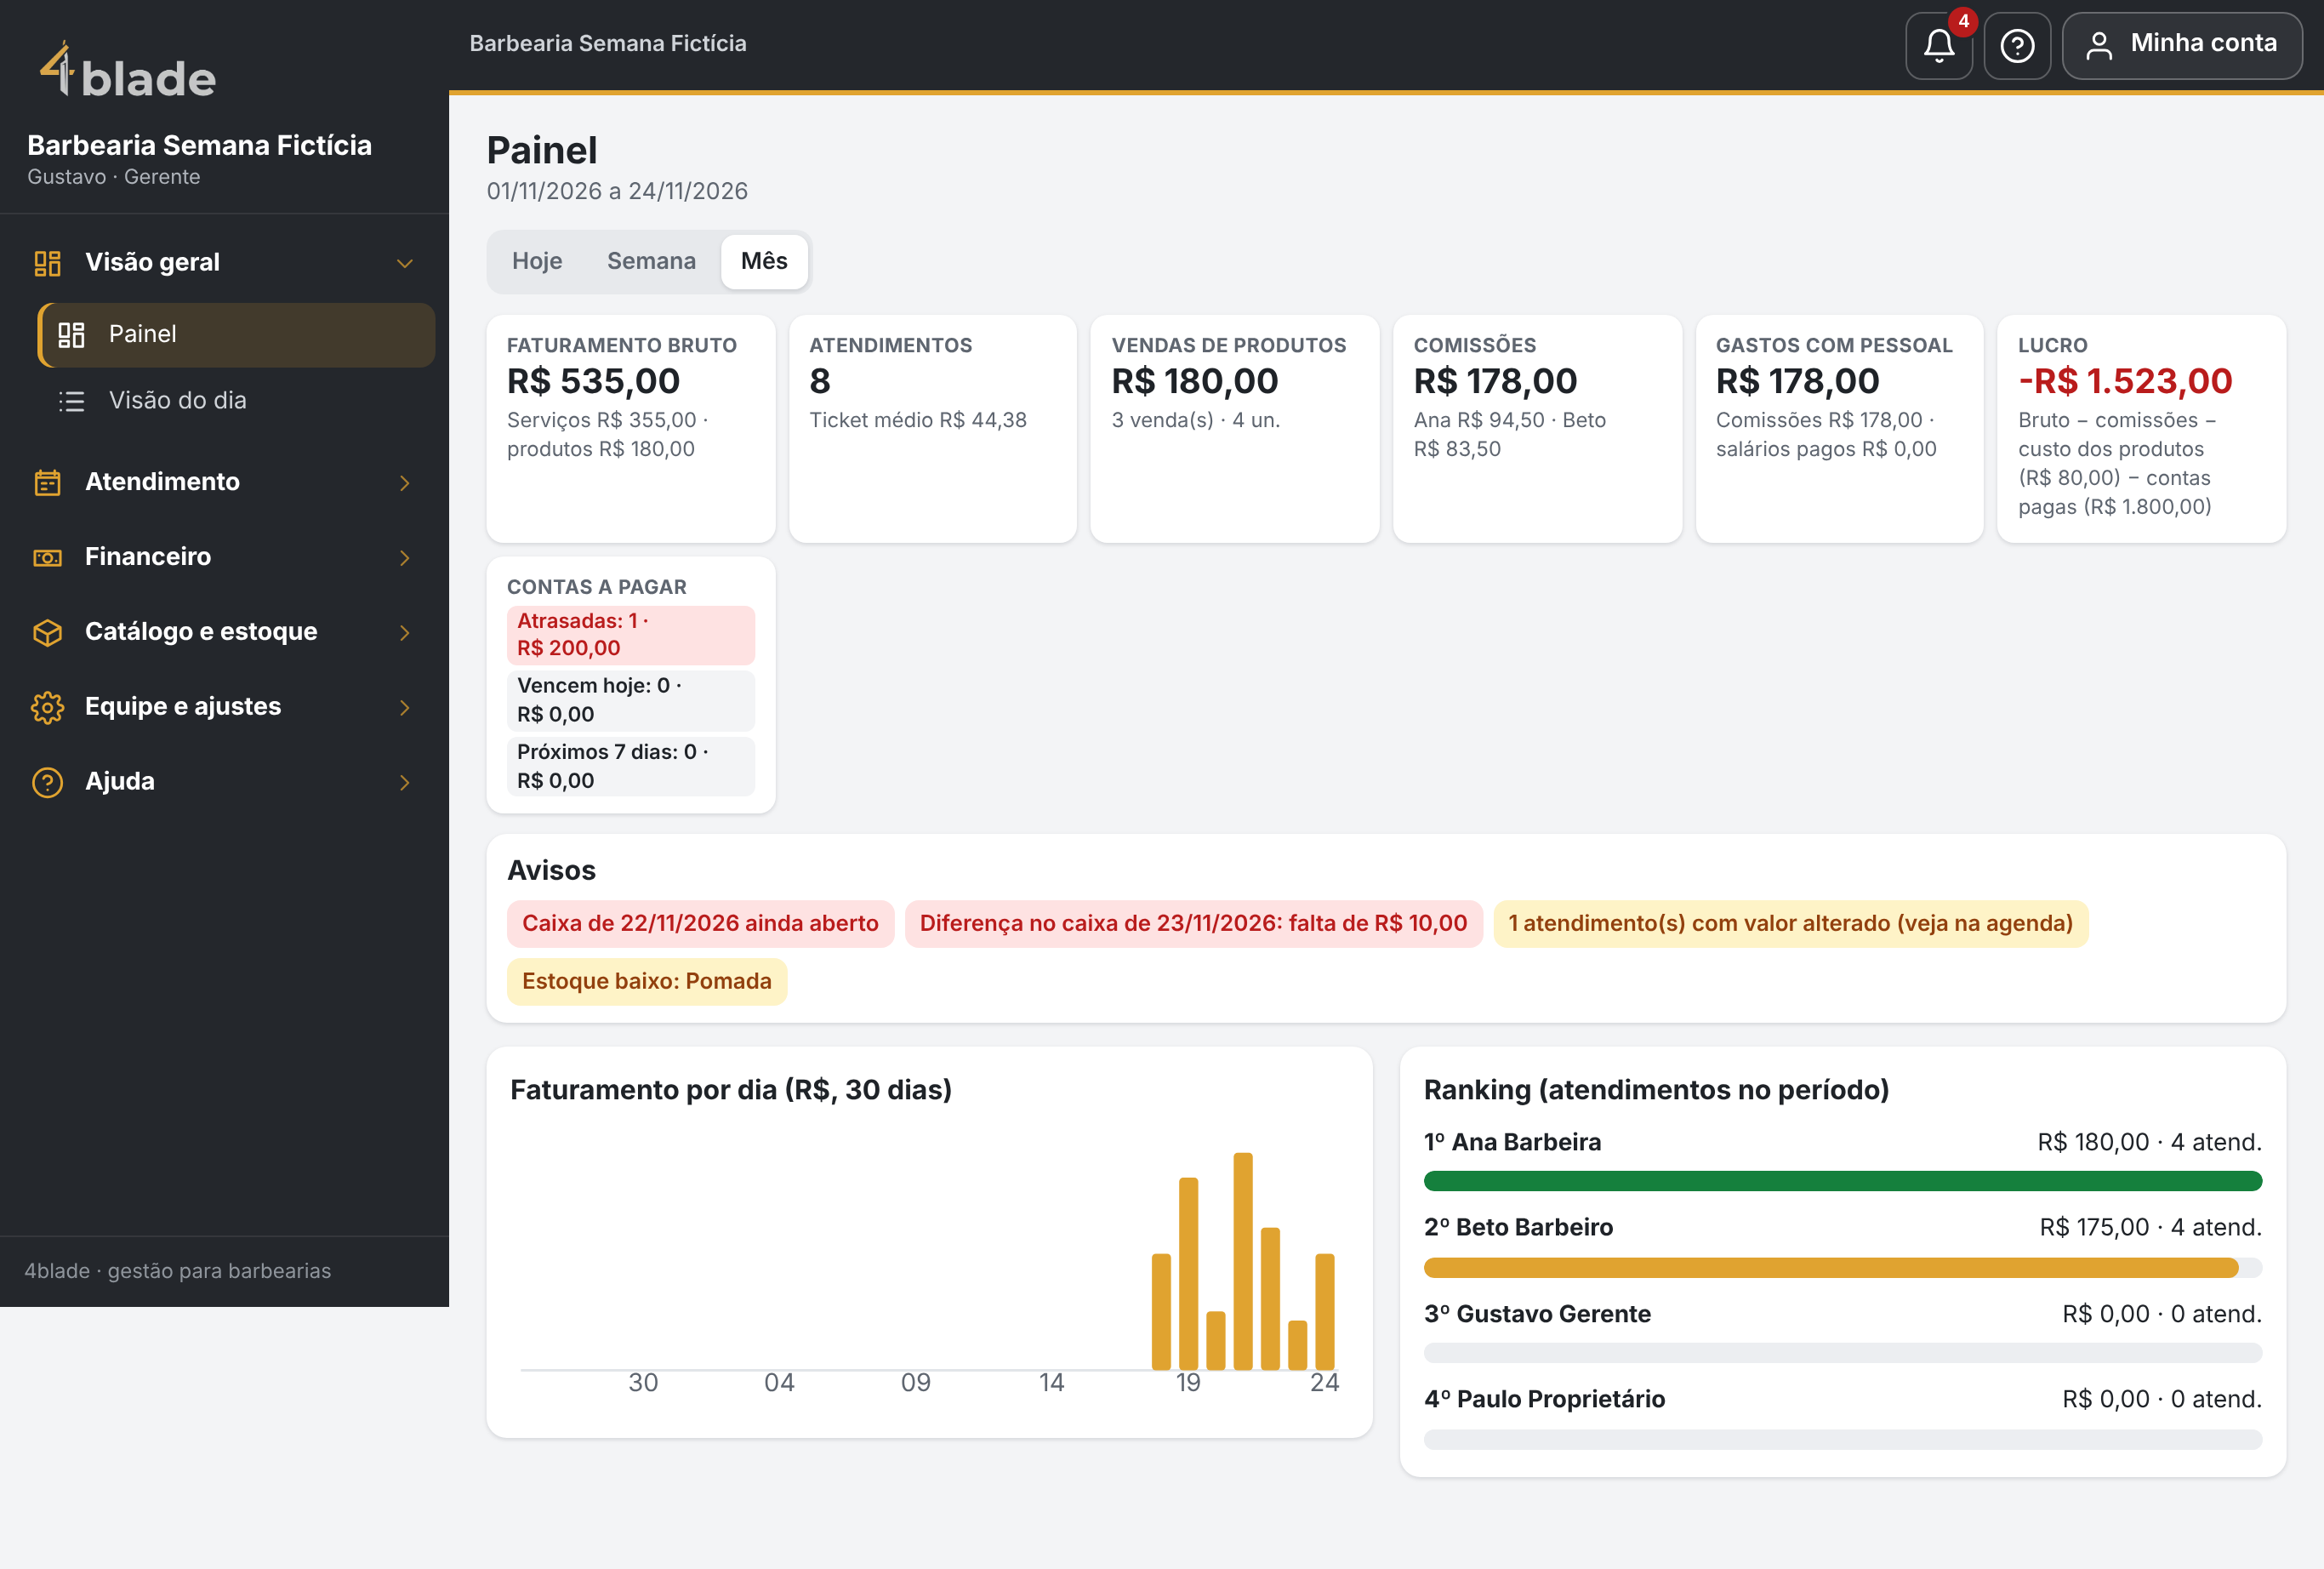 4blade
Barbearia Semana Fictícia
Gustavo · Gerente
Visão geral
Painel
Visão do dia
Atendimento
Financeiro
Catálogo e estoque
Equipe e ajustes
Ajuda
4blade · gestão para barbearias
Barbearia Semana Fictícia
4
Minha conta
Painel
01/11/2026 a 24/11/2026
Hoje
Semana
Mês
FATURAMENTO BRUTO
R$ 535,00
Serviços R$ 355,00 ·
produtos R$ 180,00
ATENDIMENTOS
8
Ticket médio R$ 44,38
VENDAS DE PRODUTOS
R$ 180,00
3 venda(s) · 4 un.
COMISSÕES
R$ 178,00
Ana R$ 94,50 · Beto
R$ 83,50
GASTOS COM PESSOAL
R$ 178,00
Comissões R$ 178,00 ·
salários pagos R$ 0,00
LUCRO
-R$ 1.523,00
Bruto − comissões −
custo dos produtos
(R$ 80,00) − contas
pagas (R$ 1.800,00)
CONTAS A PAGAR
Atrasadas: 1 ·
R$ 200,00
Vencem hoje: 0 ·
R$ 0,00
Próximos 7 dias: 0 ·
R$ 0,00
Avisos
Caixa de 22/11/2026 ainda aberto
Diferença no caixa de 23/11/2026: falta de R$ 10,00
1 atendimento(s) com valor alterado (veja na agenda)
Estoque baixo: Pomada
Faturamento por dia (R$, 30 dias)
30 04 09 14 19 24
Ranking (atendimentos no período)
1º Ana Barbeira R$ 180,00 · 4 atend.
2º Beto Barbeiro R$ 175,00 · 4 atend.
3º Gustavo Gerente R$ 0,00 · 0 atend.
4º Paulo Proprietário R$ 0,00 · 0 atend.